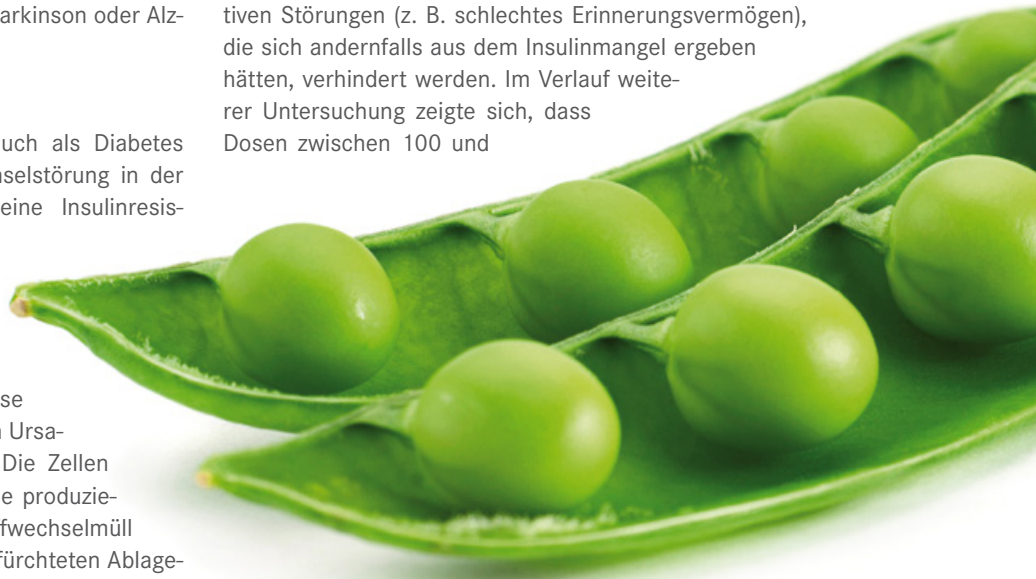 arkinson oder Alz-
uch als Diabetes
selstörung in der
eine Insulinresis-
se
Ursa-
Die Zellen
e produzie-
fwechselmüll
fürchteten Ablage-
tiven Störungen (z. B. schlechtes Erinnerungsvermögen),
die sich andernfalls aus dem Insulinmangel ergeben
hätten, verhindert werden. Im Verlauf weite-
rer Untersuchung zeigte sich, dass
Dosen zwischen 100 und